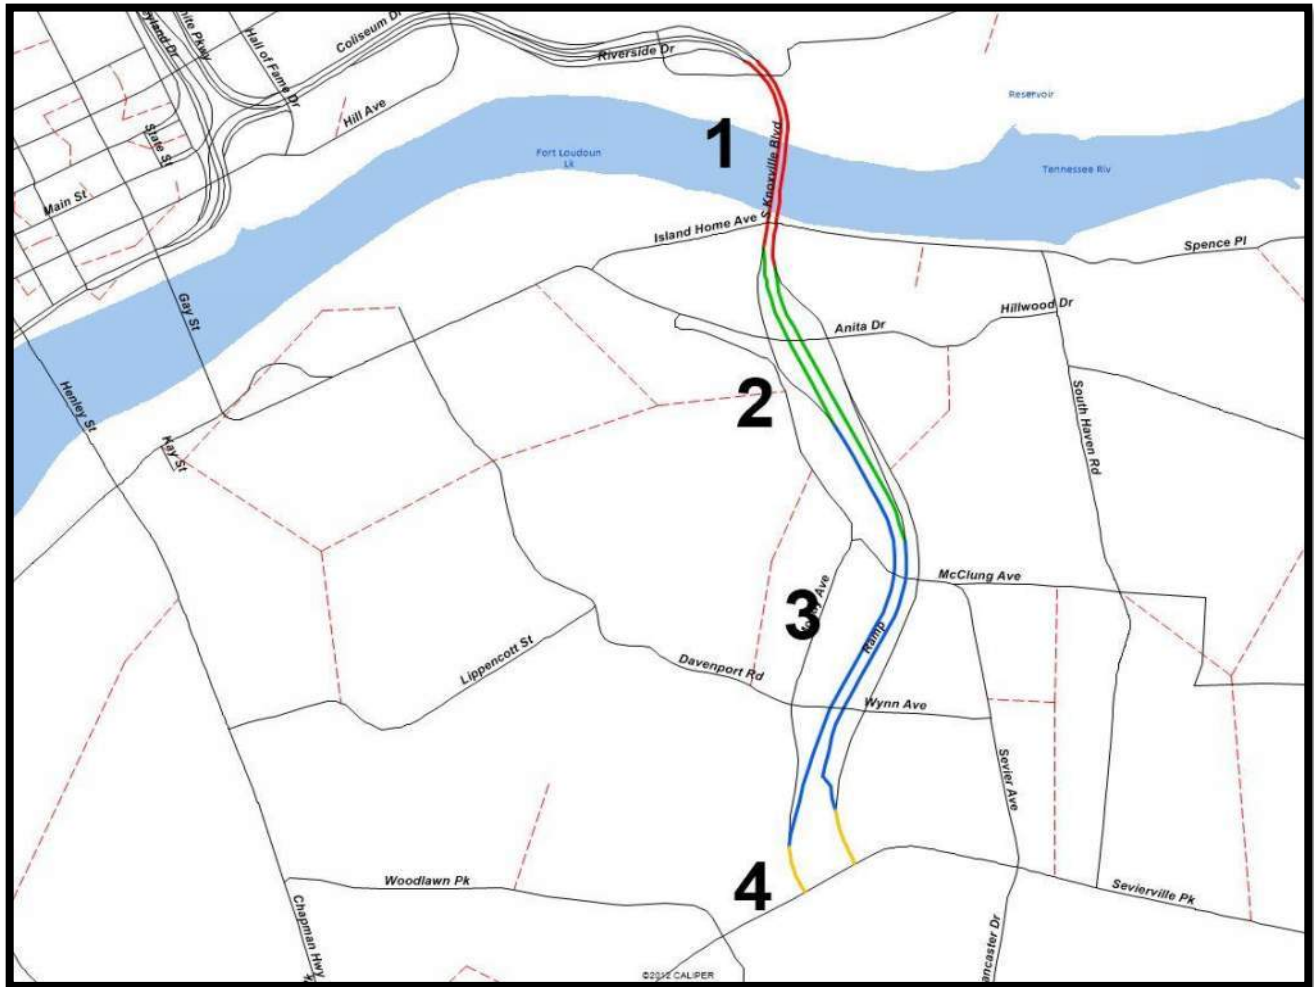 Coliseum Dr
Hall of Fame Dr
Riverside Dr
Hill Ave
State St
Main St
Reservoir
Fort Loudoun
Lk
Tennessee Riv
1
S Knoxville Blvd
Island Home Ave
Spence Pl
Gay St
Hillwood Dr
Anita Dr
Henley St
2
South Haven Rd
Kay St
McClung Ave
3
Ramp
Lippencott St
Davenport Rd
Wynn Ave
Sevier Ave
4
Woodlawn Pk
Sevierville Pk
Chapman Hwy
ancaster Dr
©2012 CALIPER